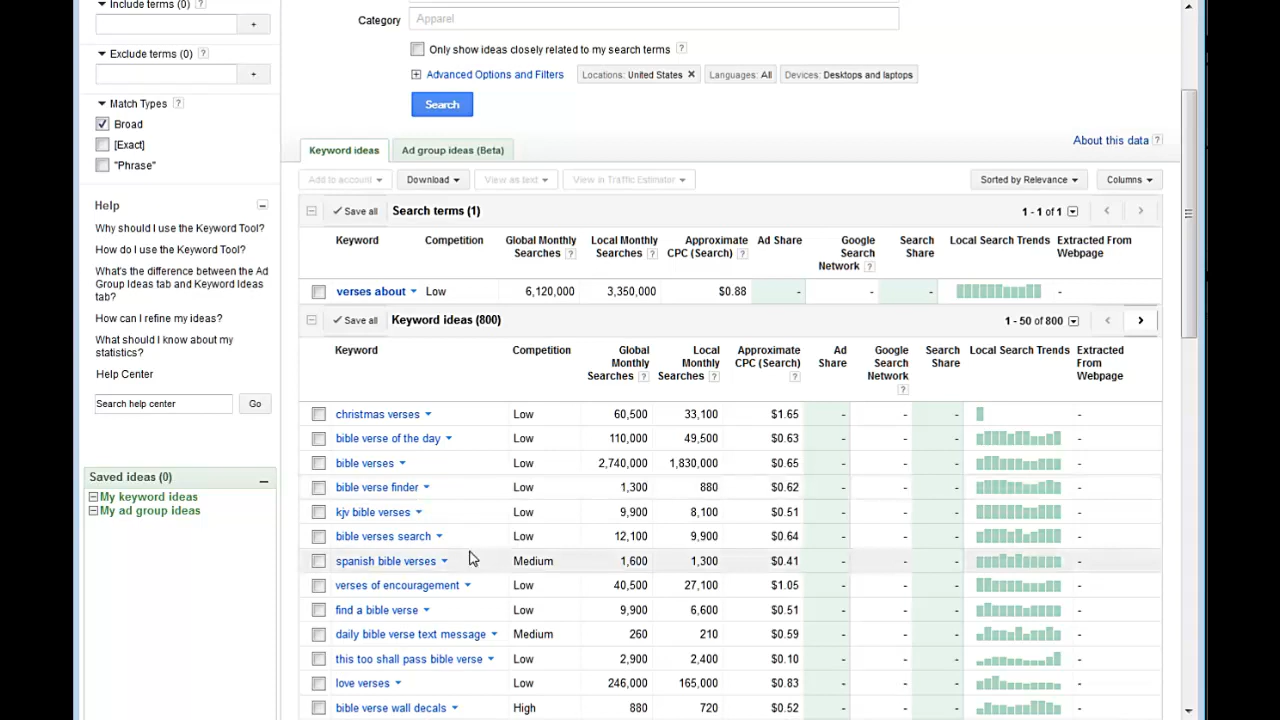 Include terms (0) ?
+
Exclude terms (0) ?
+
Match Types ?
Broad
[Exact]
"Phrase"
Help
Why should I use the Keyword Tool?
How do I use the Keyword Tool?
What's the difference between the Ad
Group Ideas tab and Keyword Ideas
tab?
How can I refine my ideas?
What should I know about my
statistics?
Help Center
Search help center Go
Saved ideas (0)
My keyword ideas
My ad group ideas
Category Apparel
Only show ideas closely related to my search terms ?
Advanced Options and Filters Locations: United States × Languages: All Devices: Desktops and laptops
Search
About this data ?
Keyword ideas Ad group ideas (Beta)
Add to account Download View as text View in Traffic Estimator Sorted by Relevance Columns
Save all Search terms (1) 1 - 1 of 1
Keyword Competition Global Monthly Searches ? Local Monthly Searches ? Approximate CPC (Search) ? Ad Share Google Search Network ? Search Share Local Search Trends Extracted From Webpage
verses about Low 6,120,000 3,350,000 $0.88 - - - -
Save all Keyword ideas (800) 1 - 50 of 800
Keyword Competition Global Monthly Searches ? Local Monthly Searches ? Approximate CPC (Search) ? Ad Share Google Search Network ? Search Share Local Search Trends Extracted From Webpage
christmas verses Low 60,500 33,100 $1.65 - - - -
bible verse of the day Low 110,000 49,500 $0.63 - - - -
bible verses Low 2,740,000 1,830,000 $0.65 - - - -
bible verse finder Low 1,300 880 $0.62 - - - -
kjv bible verses Low 9,900 8,100 $0.51 - - - -
bible verses search Low 12,100 9,900 $0.64 - - - -
spanish bible verses Medium 1,600 1,300 $0.41 - - - -
verses of encouragement Low 40,500 27,100 $1.05 - - - -
find a bible verse Low 9,900 6,600 $0.51 - - - -
daily bible verse text message Medium 260 210 $0.59 - - - -
this too shall pass bible verse Low 2,900 2,400 $0.10 - - - -
love verses Low 246,000 165,000 $0.83 - - - -
bible verse wall decals High 880 720 $0.52 - - - -